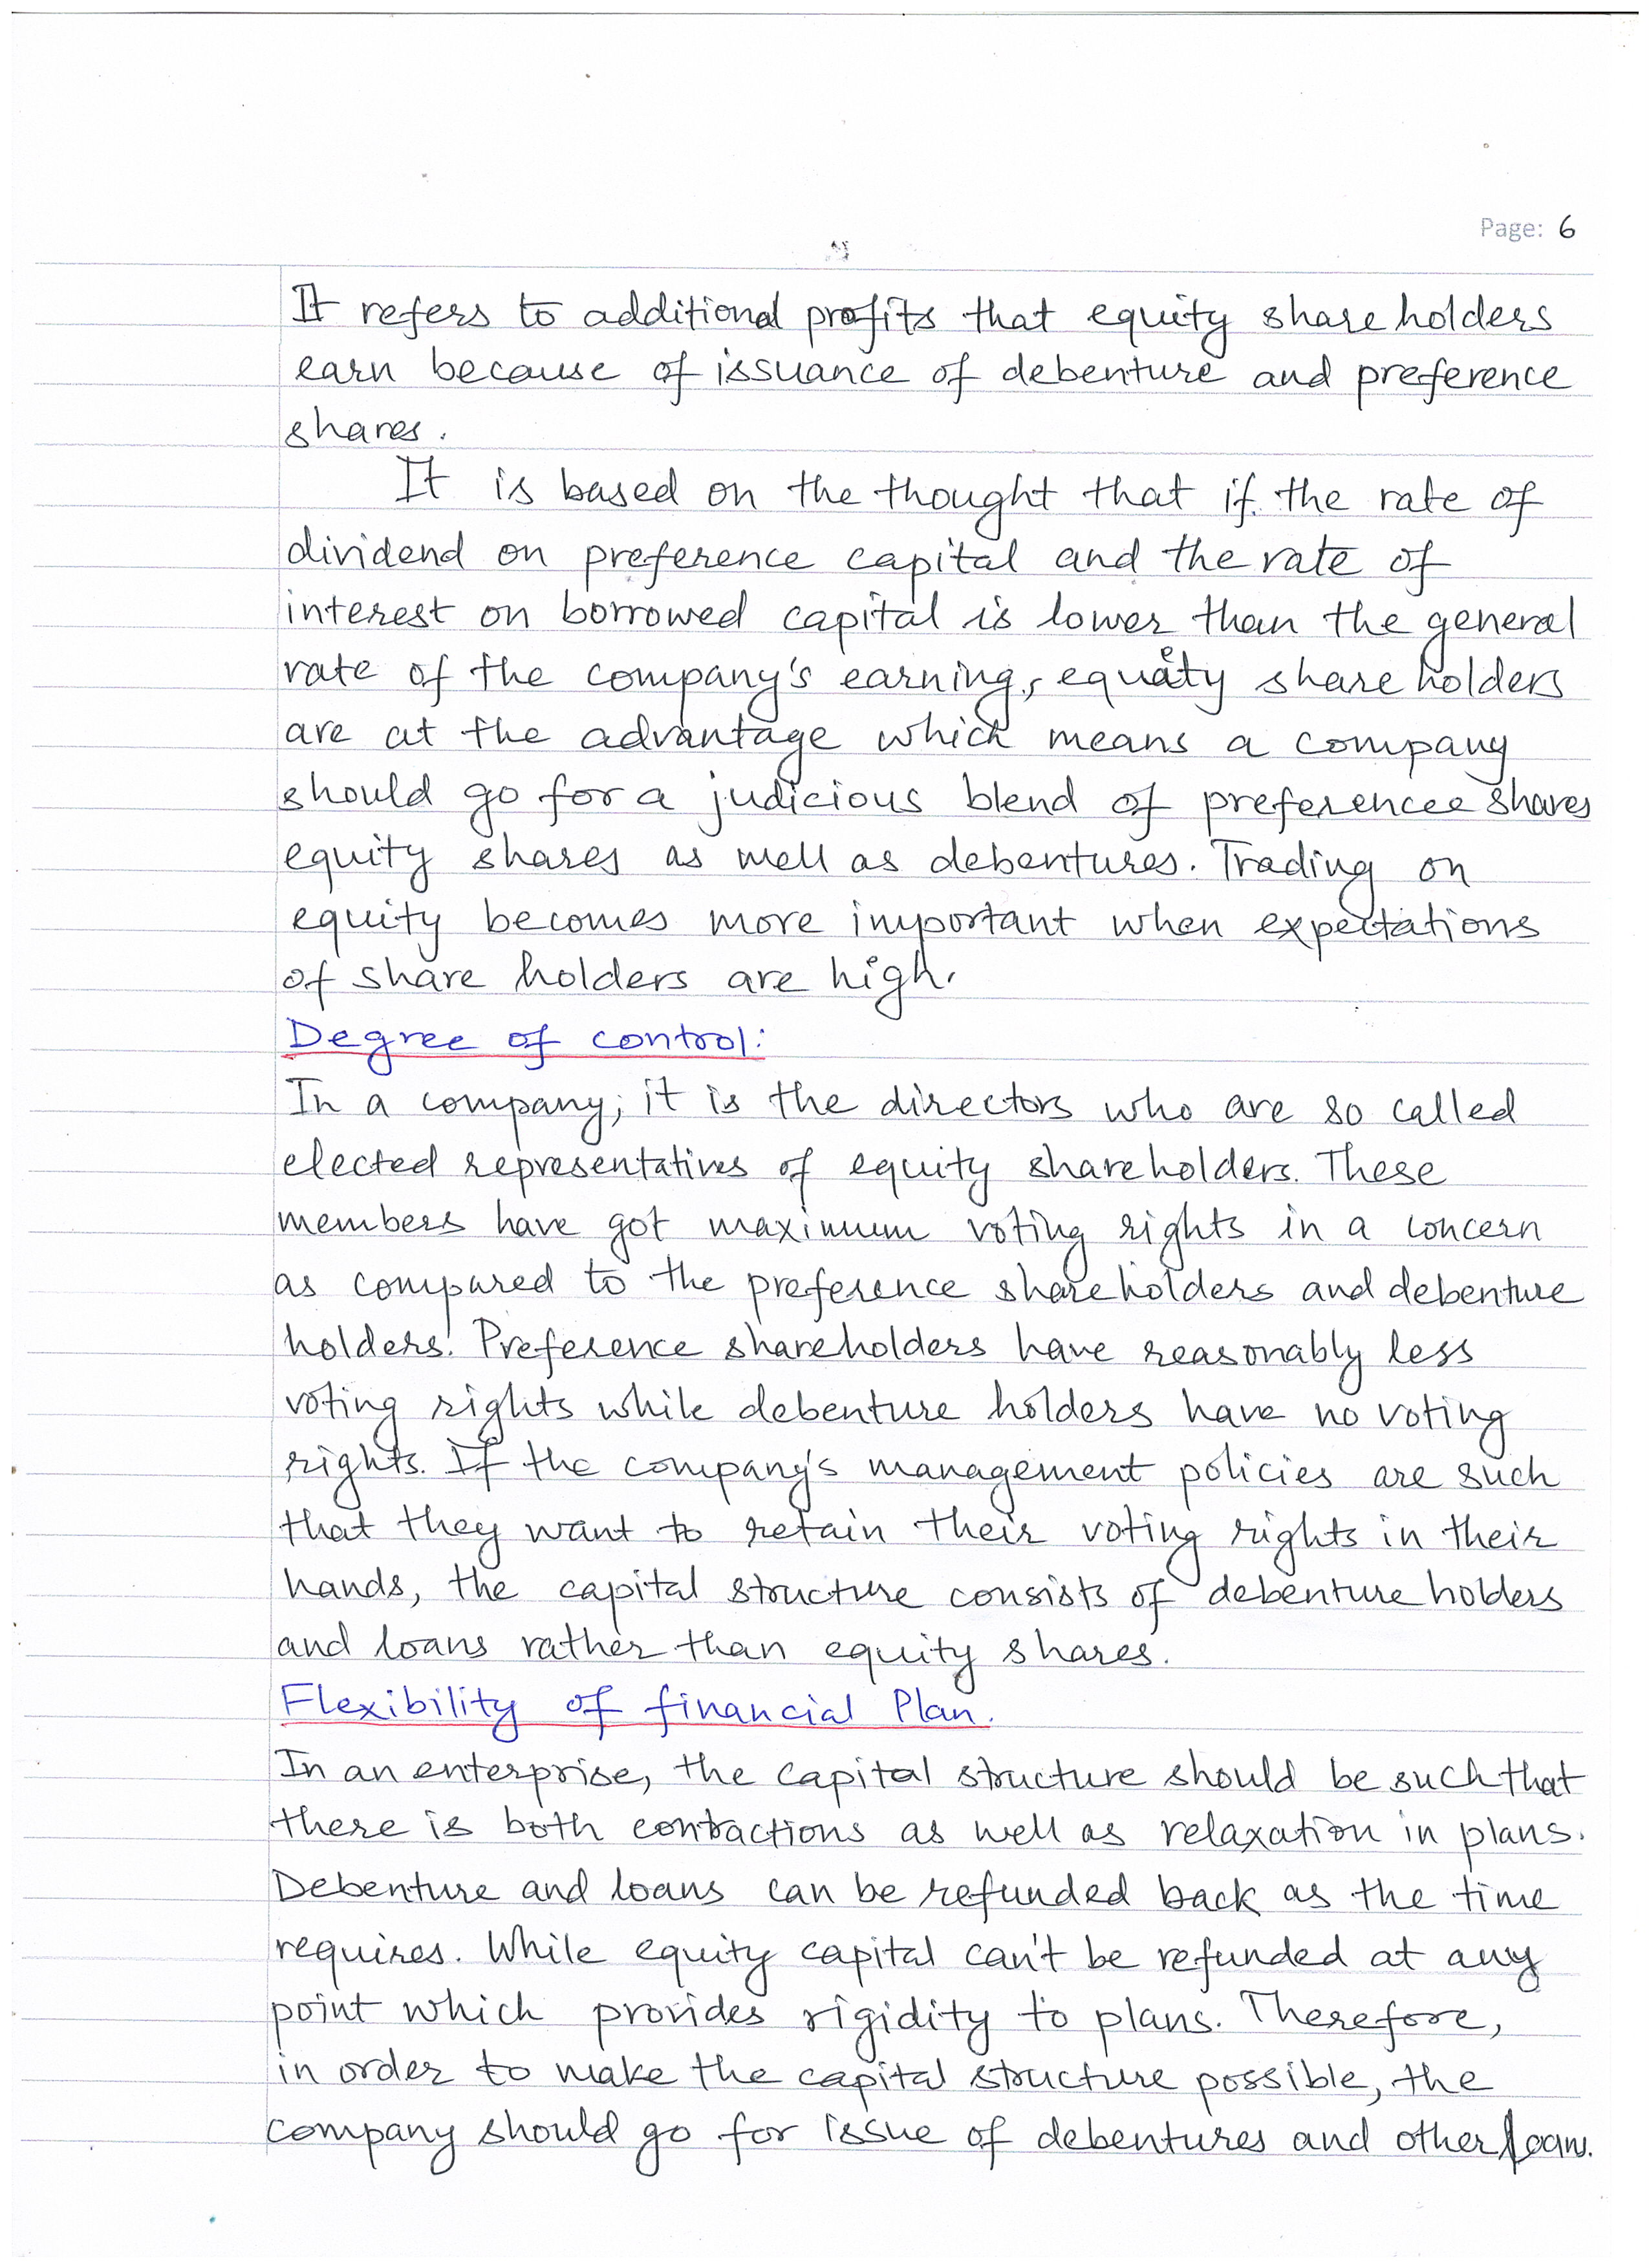 Page: 6
It refers to additional profits that equity share holders
earn because of issuance of debenture and preference
shares.
It is based on the thought that if the rate of
dividend on preference capital and the rate of
interest on borrowed capital is lower than the general
rate of the company's earning, equity share holders
are at the advantage which means a company
should go for a judicious blend of preferencee shares
equity shares as well as debentures. Trading on
equity becomes more important when expectations
of share holders are high.
Degree of control:
In a company, it is the directors who are so called
elected representatives of equity shareholders. These
members have got maximum voting rights in a concern
as compared to the preference shareholders and debenture
holders. Preference shareholders have reasonably less
voting rights while debenture holders have no voting
rights. If the company's management policies are such
that they want to retain their voting rights in their
hands, the capital structure consists of debenture holders
and loans rather than equity shares.
Flexibility of financial Plan.
In an enterprise, the capital structure should be such that
there is both contractions as well as relaxation in plans.
Debenture and loans can be refunded back as the time
requires. While equity capital can't be refunded at any
point which provides rigidity to plans. Therefore,
in order to make the capital structure possible, the
company should go for issue of debentures and other loans.